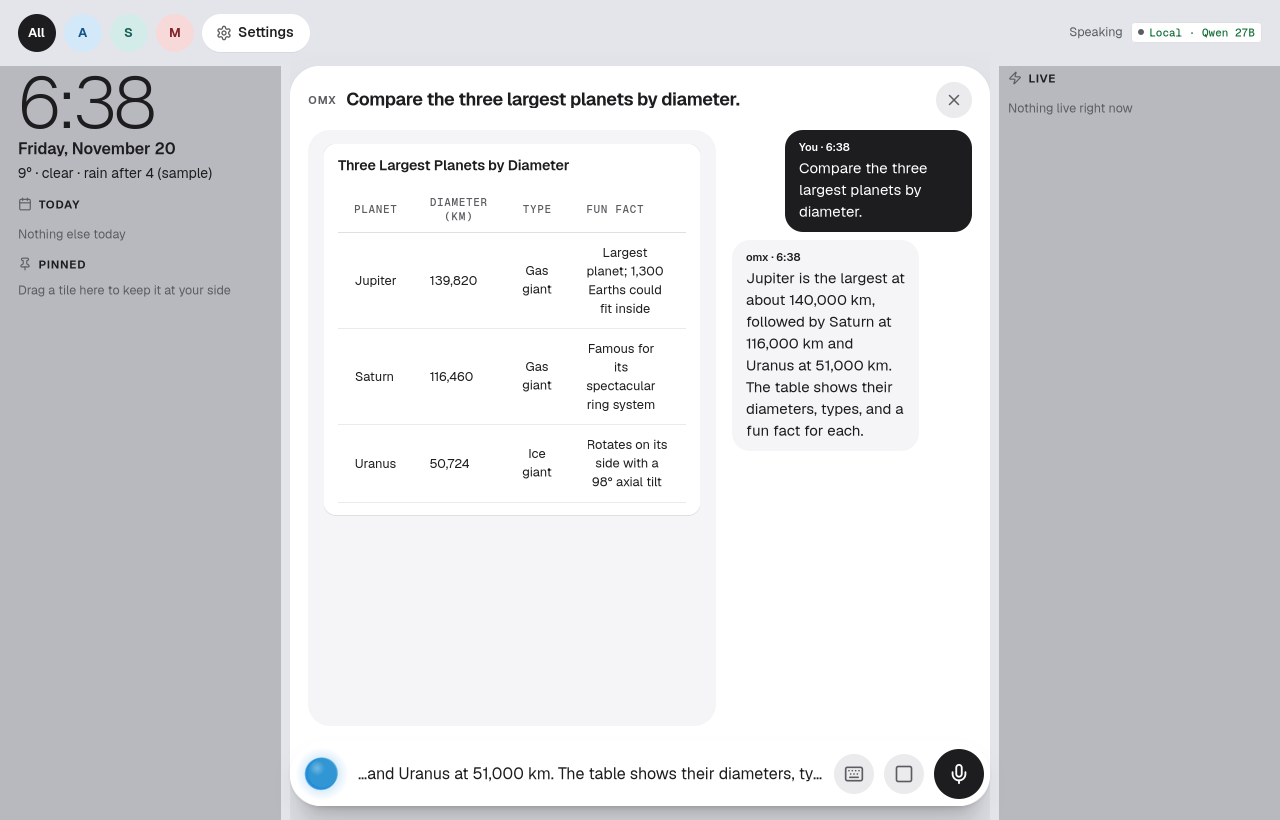 All A S M Settings
Speaking Local · Qwen 27B
6:38
Friday, November 20
9° · clear · rain after 4 (sample)
TODAY
Nothing else today
PINNED
Drag a tile here to keep it at your side
OMX Compare the three largest planets by diameter.
Three Largest Planets by Diameter
PLANET DIAMETER (KM) TYPE FUN FACT
Jupiter 139,820 Gas giant Largest planet; 1,300 Earths could fit inside
Saturn 116,460 Gas giant Famous for its spectacular ring system
Uranus 50,724 Ice giant Rotates on its side with a 98° axial tilt
You · 6:38
Compare the three
largest planets by
diameter.
omx · 6:38
Jupiter is the largest at
about 140,000 km,
followed by Saturn at
116,000 km and
Uranus at 51,000 km.
The table shows their
diameters, types, and a
fun fact for each.
...and Uranus at 51,000 km. The table shows their diameters, ty...
LIVE
Nothing live right now